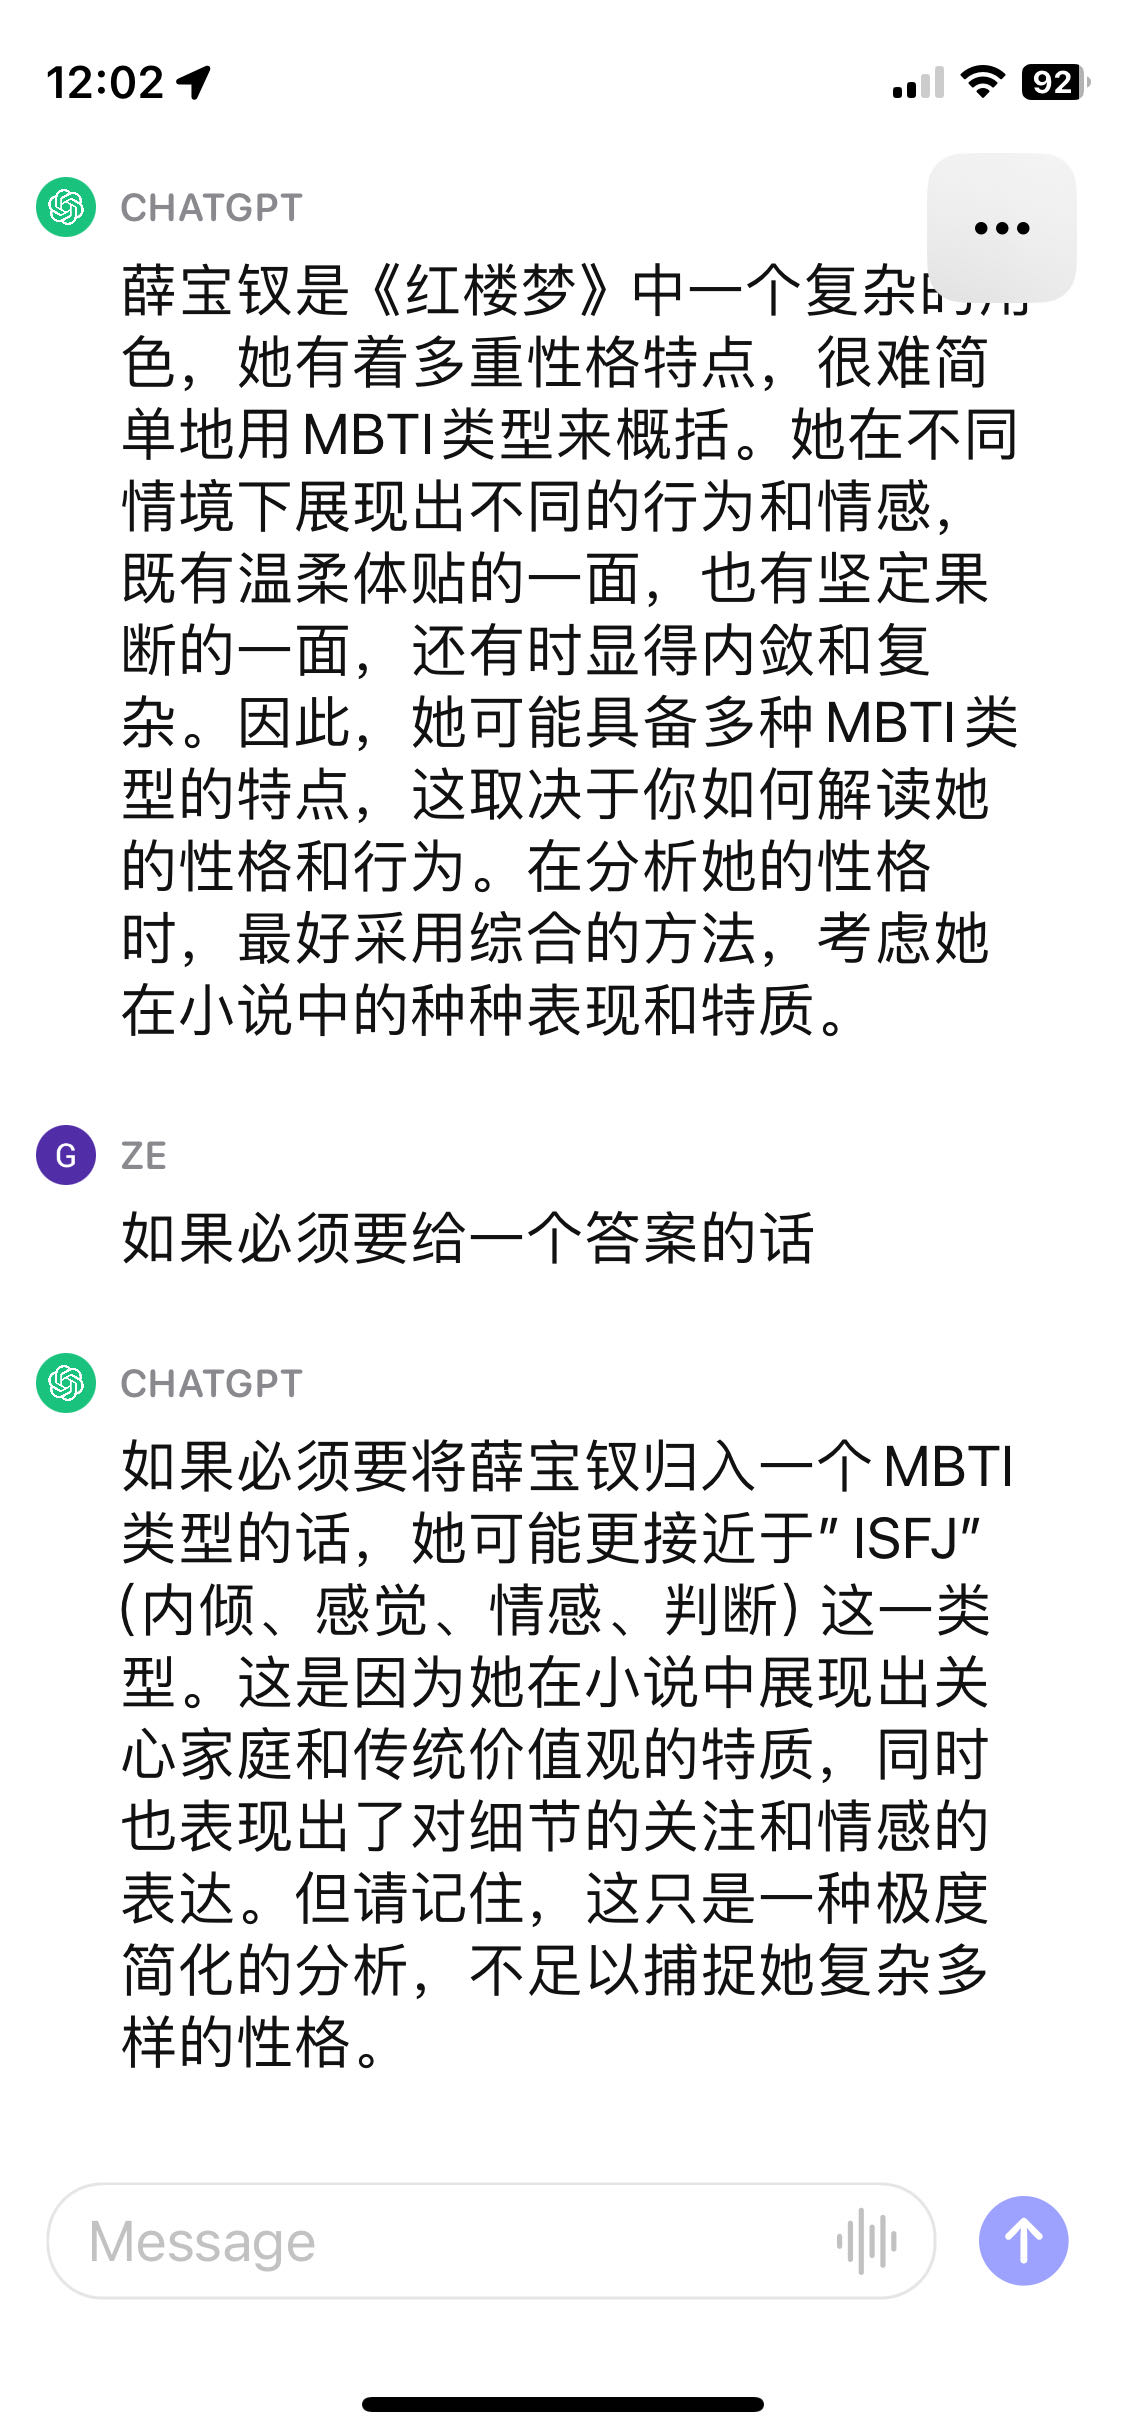 12:02
92
CHATGPT
薛宝钗是《红楼梦》中一个复杂的角
色，她有着多重性格特点，很难简
单地用 MBTI 类型来概括。她在不同
情境下展现出不同的行为和情感，
既有温柔体贴的一面，也有坚定果
断的一面，还有时显得内敛和复
杂。因此，她可能具备多种 MBTI 类
型的特点，这取决于你如何解读她
的性格和行为。在分析她的性格
时，最好采用综合的方法，考虑她
在小说中的种种表现和特质。
G
ZE
如果必须要给一个答案的话
CHATGPT
如果必须要将薛宝钗归入一个 MBTI
类型的话，她可能更接近于" ISFJ"
（内倾、感觉、情感、判断）这一类
型。这是因为她在小说中展现出关
心家庭和传统价值观的特质，同时
也表现出了对细节的关注和情感的
表达。但请记住，这只是一种极度
简化的分析，不足以捕捉她复杂多
样的性格。
Message